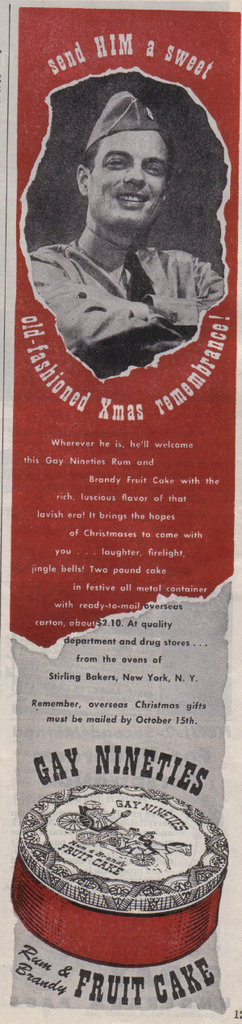 send HIM a sweet
old-fashioned Xmas remembrance!
Wherever he is, he'll welcome
this Gay Nineties Rum and
Brandy Fruit Cake with the
rich, luscious flavor of that
lavish era! It brings the hopes
of Christmases to come with
you . . . laughter, firelight,
jingle bells! Two pound cake
in festive all metal container
with ready-to-mail overseas
carton, about $2.10. At quality
department and drug stores . . .
from the ovens of
Stirling Bakers, New York, N. Y.
Remember, overseas Christmas gifts
must be mailed by October 15th.
GAY NINETIES
GAY NINETIES
Rum & Brandy
FRUIT CAKE
Rum &
Brandy FRUIT CAKE